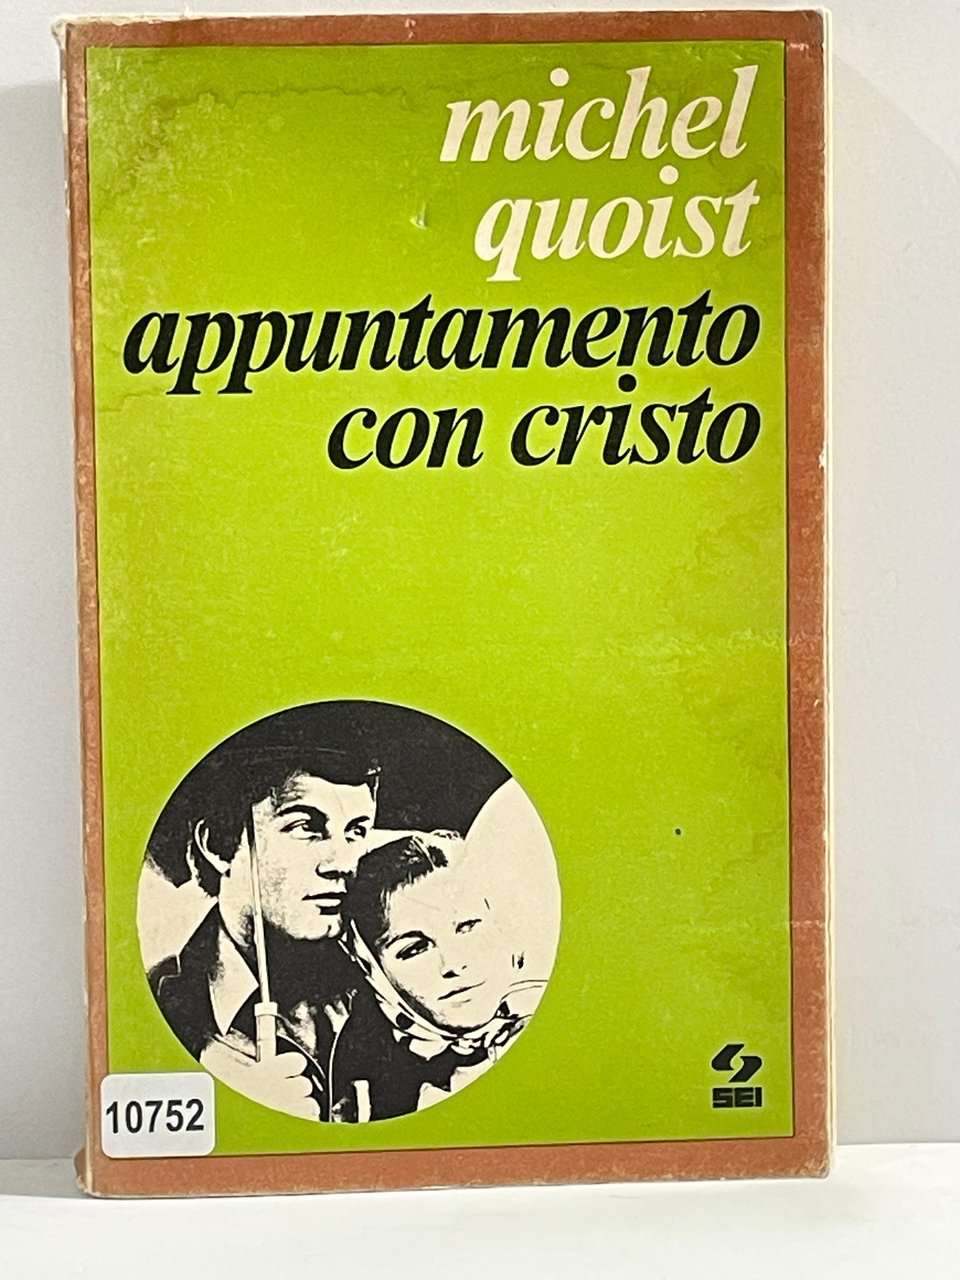 michel
quoist
appuntamento
con cristo
SEI
10752